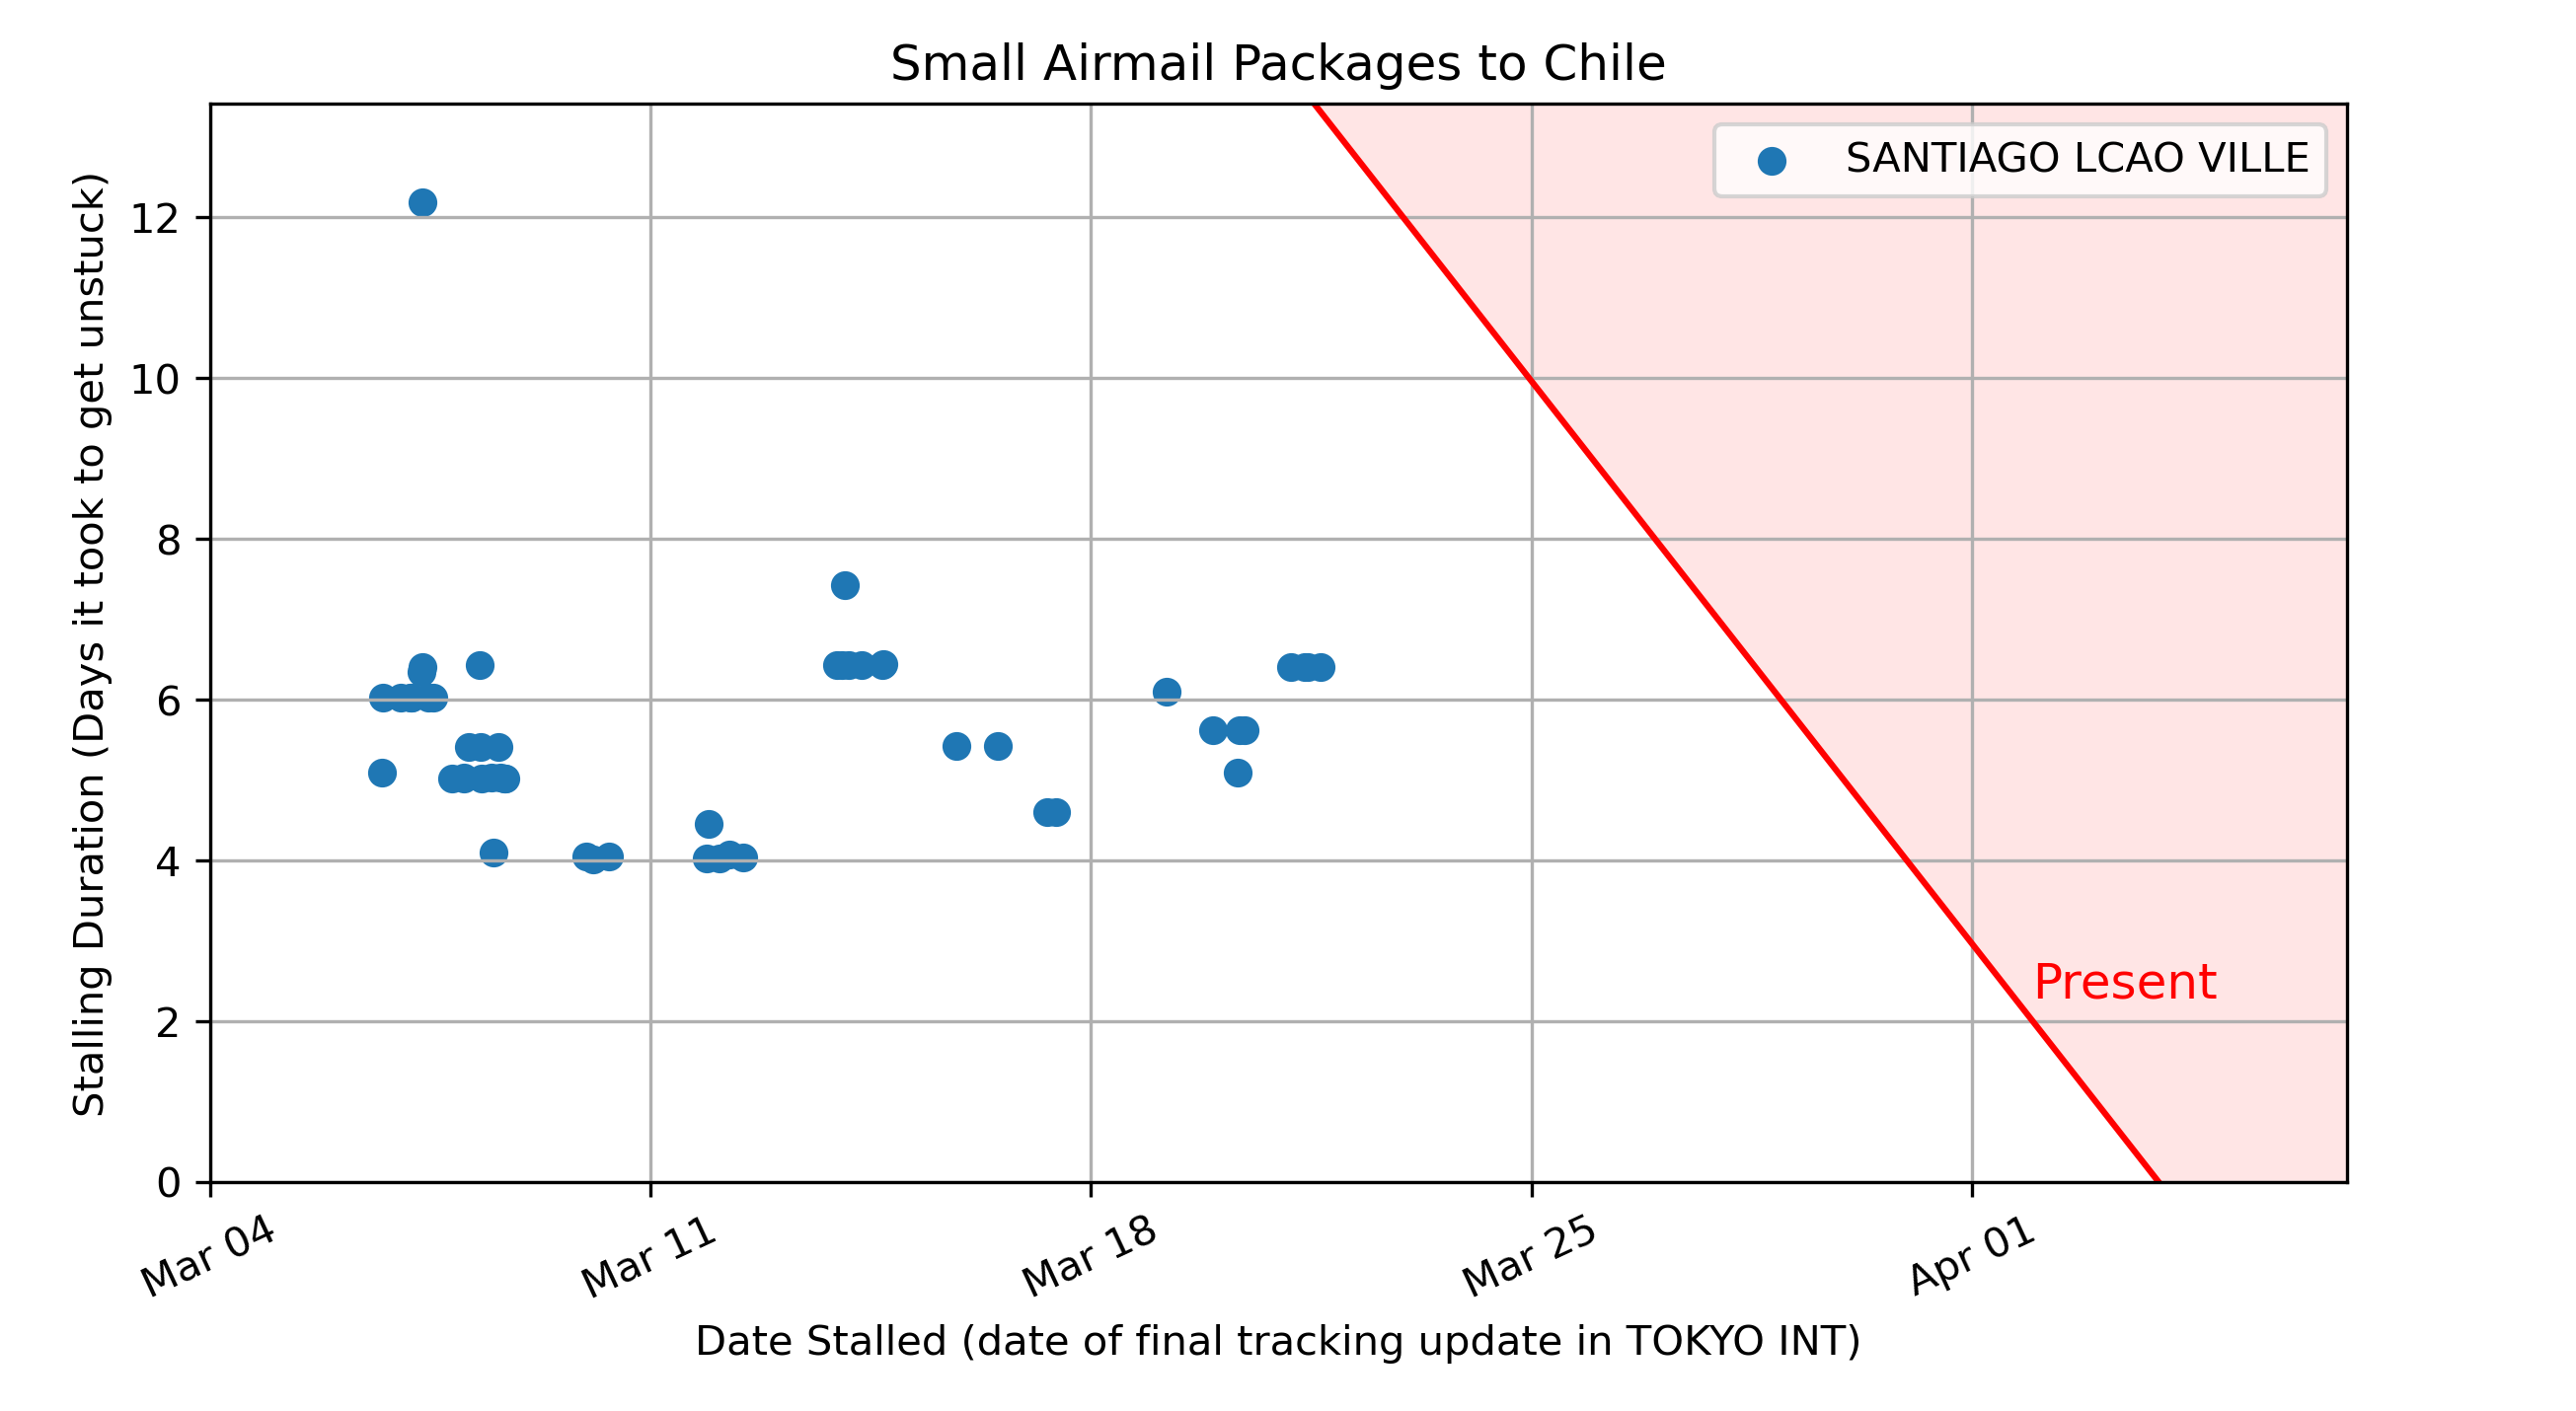 Small Airmail Packages to Chile
SANTIAGO LCAO VILLE
Stalling Duration (Days it took to get unstuck)
12
10
8
6
4
2
0
Present
Mar 04
Mar 11
Mar 18
Mar 25
Apr 01
Date Stalled (date of final tracking update in TOKYO INT)